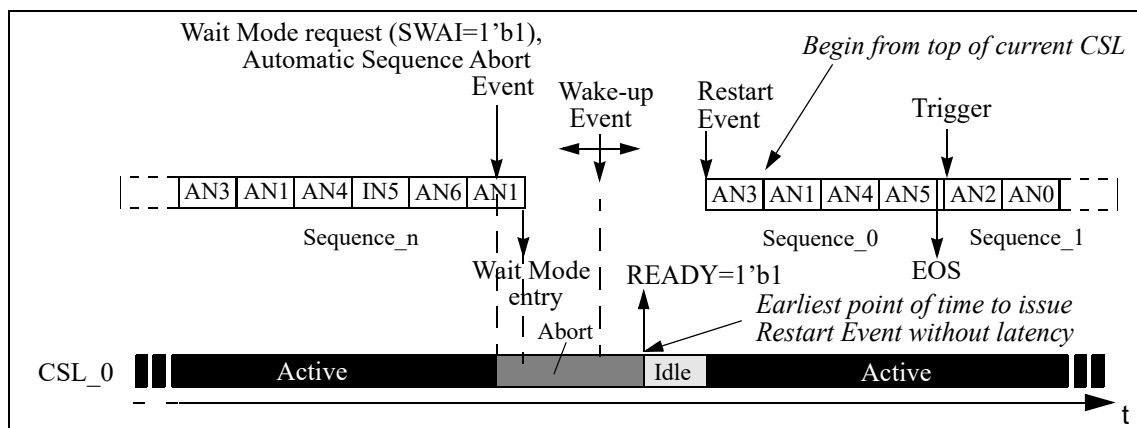 Wait Mode request (SWAI=1’b1),
Automatic Sequence Abort
Event
Wake-up
Event
Restart
Event
Begin from top of current CSL
Trigger
AN3 AN1 AN4 IN5 AN6 AN1
AN3 AN1 AN4 AN5 AN2 AN0
Sequence_n
Sequence_0
Sequence_1
Wait Mode
entry
READY=1’b1
EOS
Earliest point of time to issue
Restart Event without latency
Abort
CSL_0
Active
Idle
Active
t